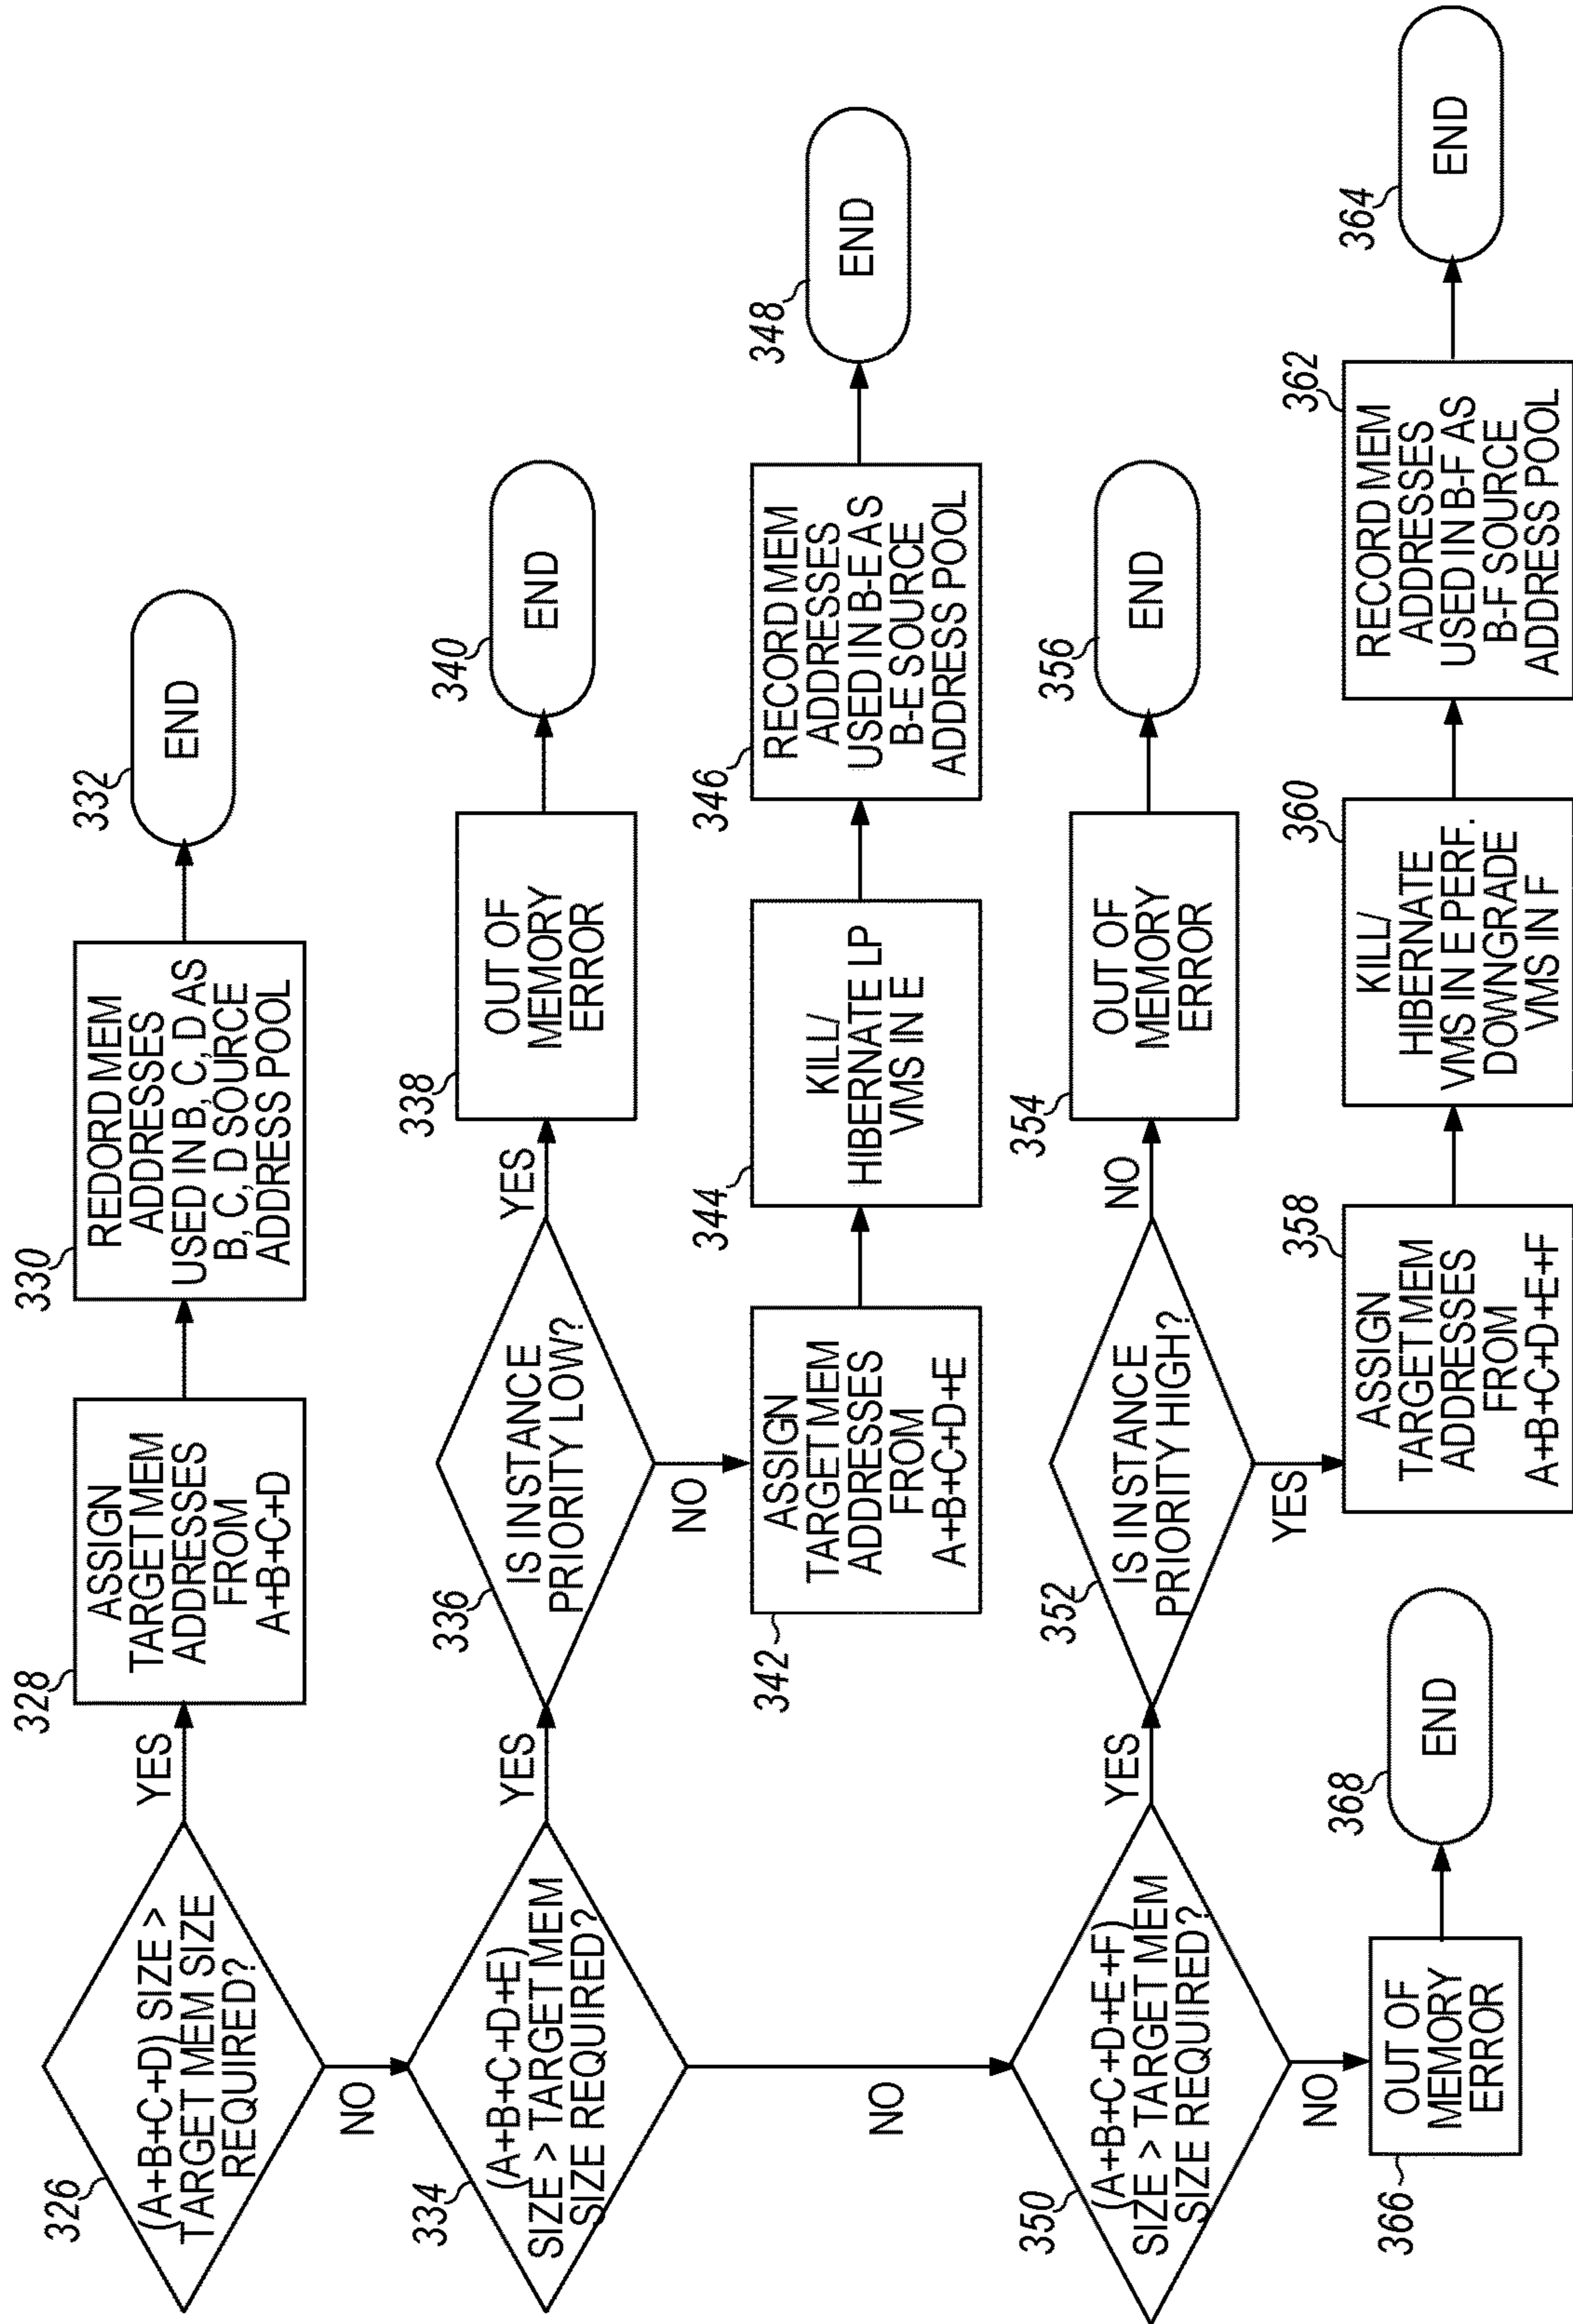 326
(A+B+C+D) SIZE >
TARGET MEM SIZE
REQUIRED?
YES
NO
328
ASSIGN
TARGET MEM
ADDRESSES
FROM
A+B+C+D
330
REDORD MEM
ADDRESSES
USED IN B, C, D AS
B, C, D SOURCE
ADDRESS POOL
332
END
334
(A+B+C+D+E)
SIZE > TARGET MEM
SIZE REQUIRED?
YES
NO
336
IS INSTANCE
PRIORITY LOW?
YES
NO
338
OUT OF
MEMORY
ERROR
340
END
342
ASSIGN
TARGET MEM
ADDRESSES
FROM
A+B+C+D+E
344
KILL/
HIBERNATE LP
VMS IN E
346
RECORD MEM
ADDRESSES
USED IN B-E AS
B-E SOURCE
ADDRESS POOL
348
END
350
(A+B+C+D+E+F)
SIZE > TARGET MEM
SIZE REQUIRED?
YES
NO
352
IS INSTANCE
PRIORITY HIGH?
NO
YES
354
OUT OF
MEMORY
ERROR
356
END
358
ASSIGN
TARGET MEM
ADDRESSES
FROM
A+B+C+D+E+F
360
KILL/
HIBERNATE
VMS IN E PERF.
DOWNGRADE
VMS IN F
362
RECORD MEM
ADDRESSES
USED IN B-F AS
B-F SOURCE
ADDRESS POOL
364
END
366
OUT OF
MEMORY
ERROR
368
END